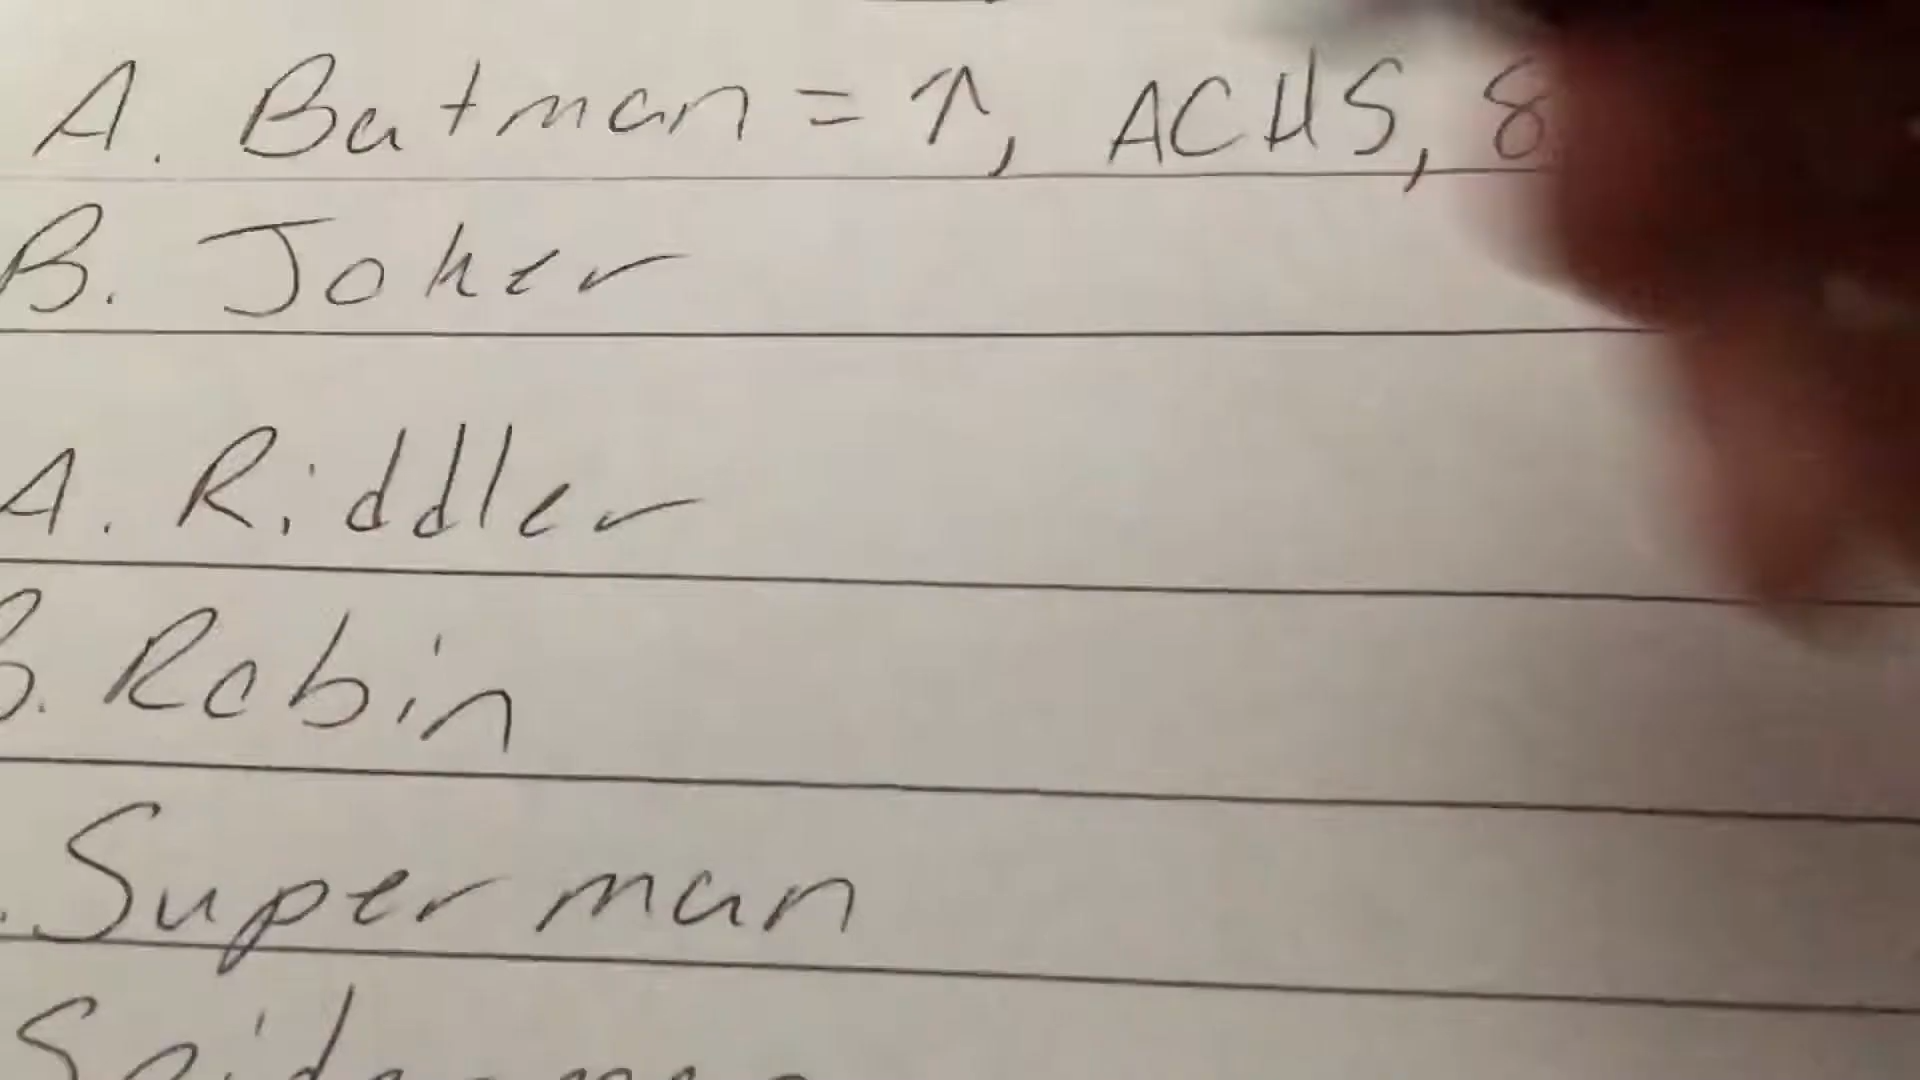 A. Batman = ↑, ACHS, 8
B. Joker
A. Riddler
B. Robin
. Superman